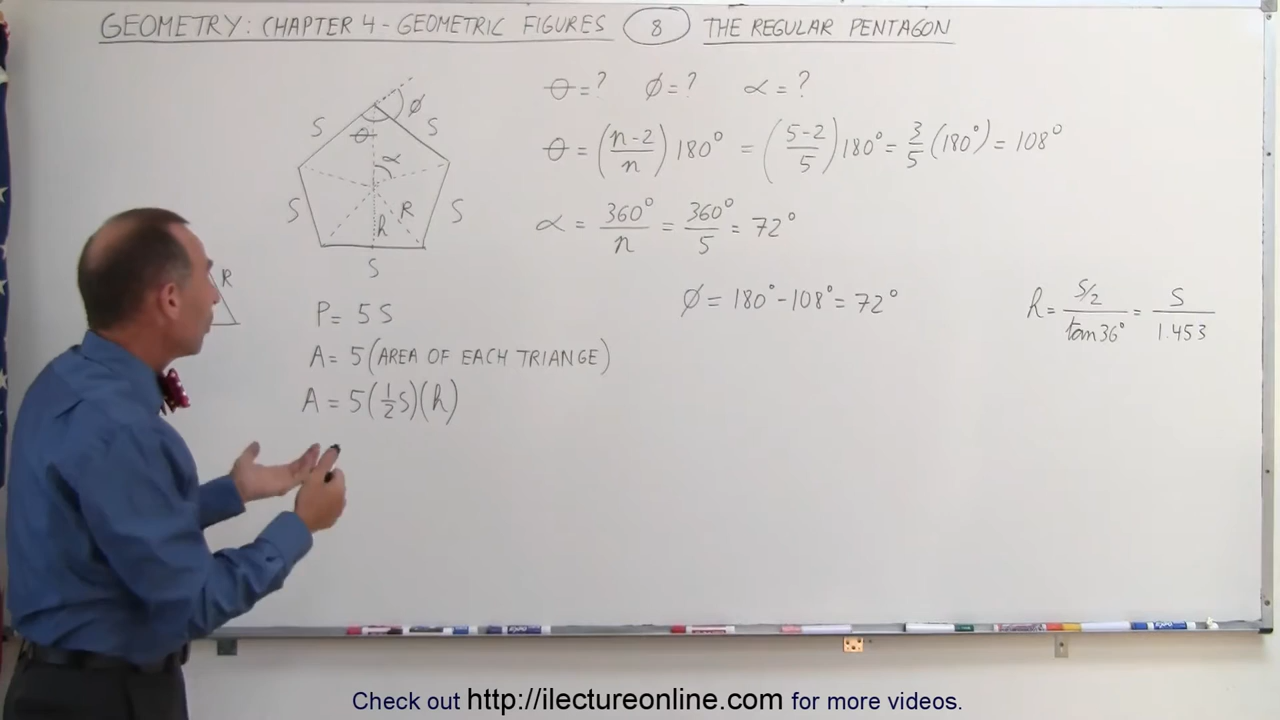 GEOMETRY: CHAPTER 4 - GEOMETRIC FIGURES 8 THE REGULAR PENTAGON
θ = ? ϕ = ? α = ?
θ = (n-2/n) 180° = (5-2/5) 180° = 3/5 (180°) = 108°
α = 360°/n = 360°/5 = 72°
ϕ = 180° - 108° = 72°
h = S/2 / tan 36° = S / 1.453
S
S
θ
ϕ
α
S
S
R
h
S
R
P = 5 S
A = 5 (AREA OF EACH TRIANGE)
A = 5 (1/2 S) (h)
Check out http://ilectureonline.com for more videos.